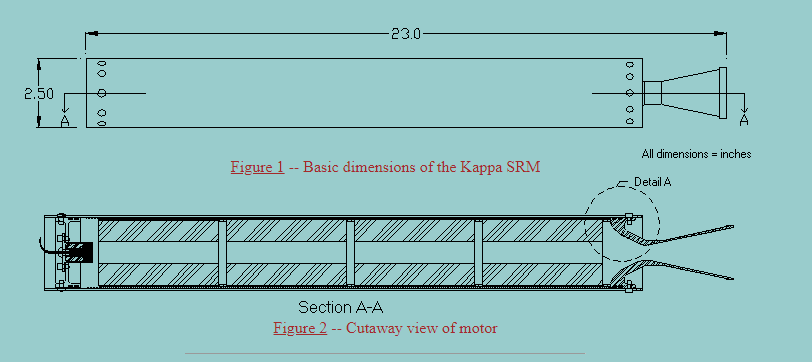 23.0
2.50
A A
All dimensions = inches
Figure 1 -- Basic dimensions of the Kappa SRM
Detail A
Section A-A
Figure 2 -- Cutaway view of motor